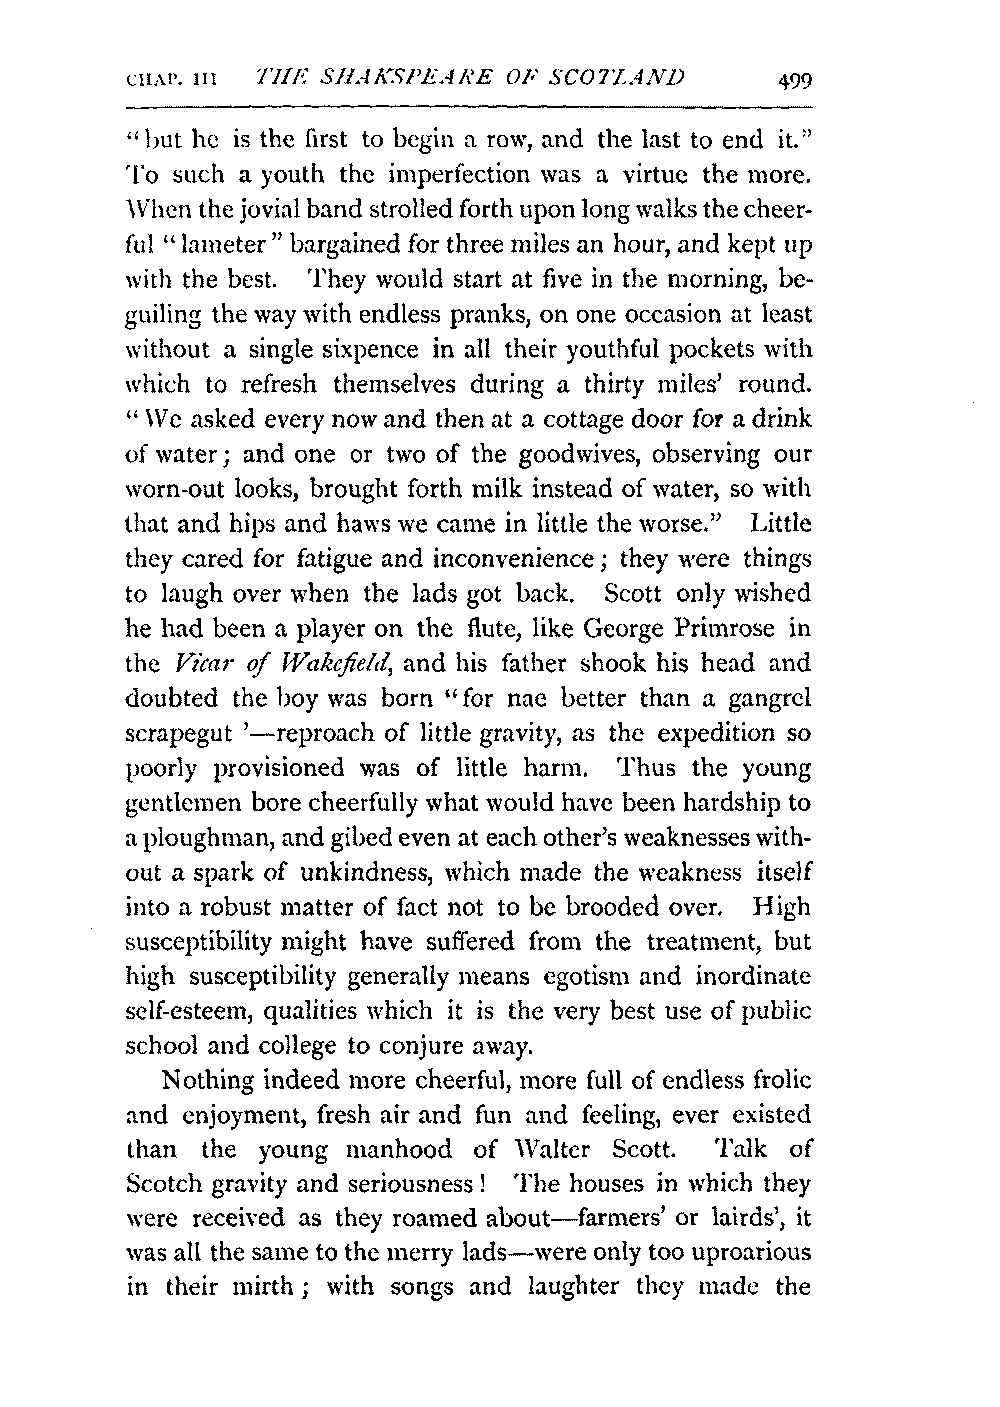 CHAP. III THE SHAKSPEARE OF SCOTLAND 499
“but he is the first to begin a row, and the last to end it.”
To such a youth the imperfection was a virtue the more.
When the jovial band strolled forth upon long walks the cheer-
ful “lameter” bargained for three miles an hour, and kept up
with the best. They would start at five in the morning, be-
guiling the way with endless pranks, on one occasion at least
without a single sixpence in all their youthful pockets with
which to refresh themselves during a thirty miles’ round.
“We asked every now and then at a cottage door for a drink
of water; and one or two of the goodwives, observing our
worn-out looks, brought forth milk instead of water, so with
that and hips and haws we came in little the worse.” Little
they cared for fatigue and inconvenience; they were things
to laugh over when the lads got back. Scott only wished
he had been a player on the flute, like George Primrose in
the Vicar of Wakefield, and his father shook his head and
doubted the boy was born “for nae better than a gangrel
scrapegut ’—reproach of little gravity, as the expedition so
poorly provisioned was of little harm. Thus the young
gentlemen bore cheerfully what would have been hardship to
a ploughman, and gibed even at each other’s weaknesses with-
out a spark of unkindness, which made the weakness itself
into a robust matter of fact not to be brooded over. High
susceptibility might have suffered from the treatment, but
high susceptibility generally means egotism and inordinate
self-esteem, qualities which it is the very best use of public
school and college to conjure away.
Nothing indeed more cheerful, more full of endless frolic
and enjoyment, fresh air and fun and feeling, ever existed
than the young manhood of Walter Scott. Talk of
Scotch gravity and seriousness! The houses in which they
were received as they roamed about—farmers’ or lairds’, it
was all the same to the merry lads—were only too uproarious
in their mirth; with songs and laughter they made the